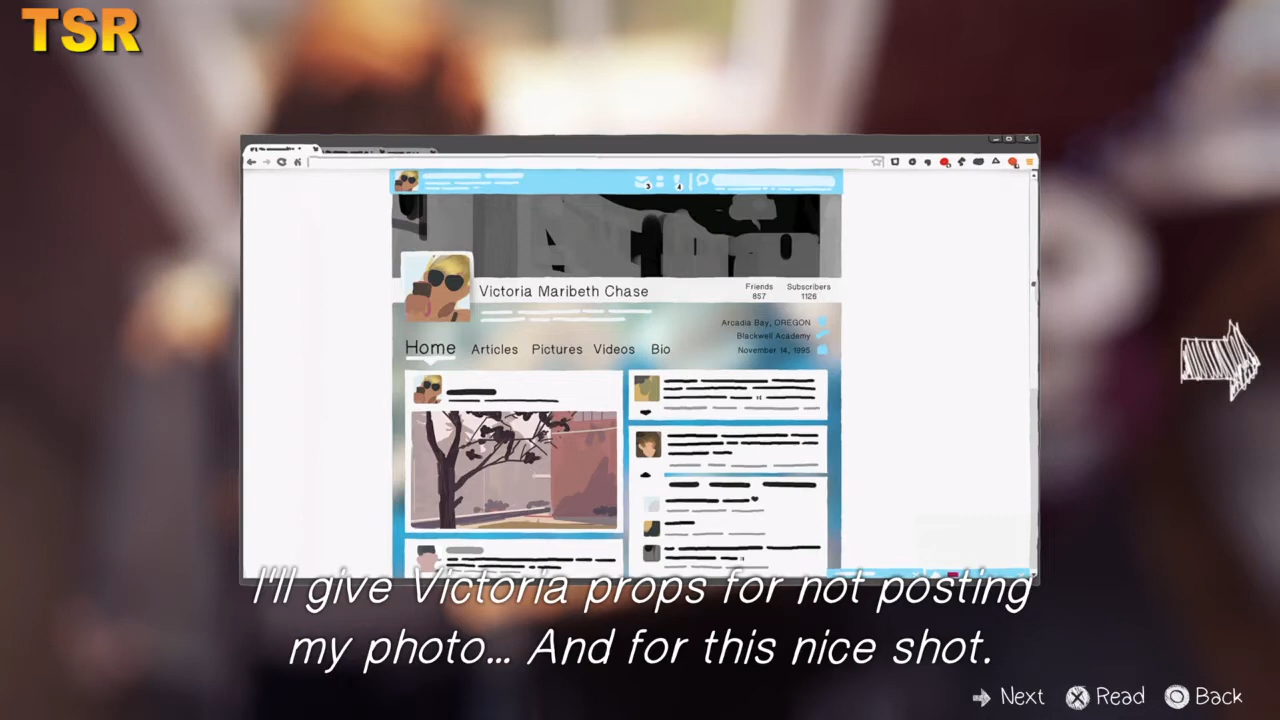 TSR
3
4
Victoria Maribeth Chase
Friends
857
Subscribers
1126
Arcadia Bay, OREGON
Blackwell Academy
November 14, 1995
Home Articles Pictures Videos Bio
I'll give Victoria props for not posting
my photo... And for this nice shot.
Next Read Back